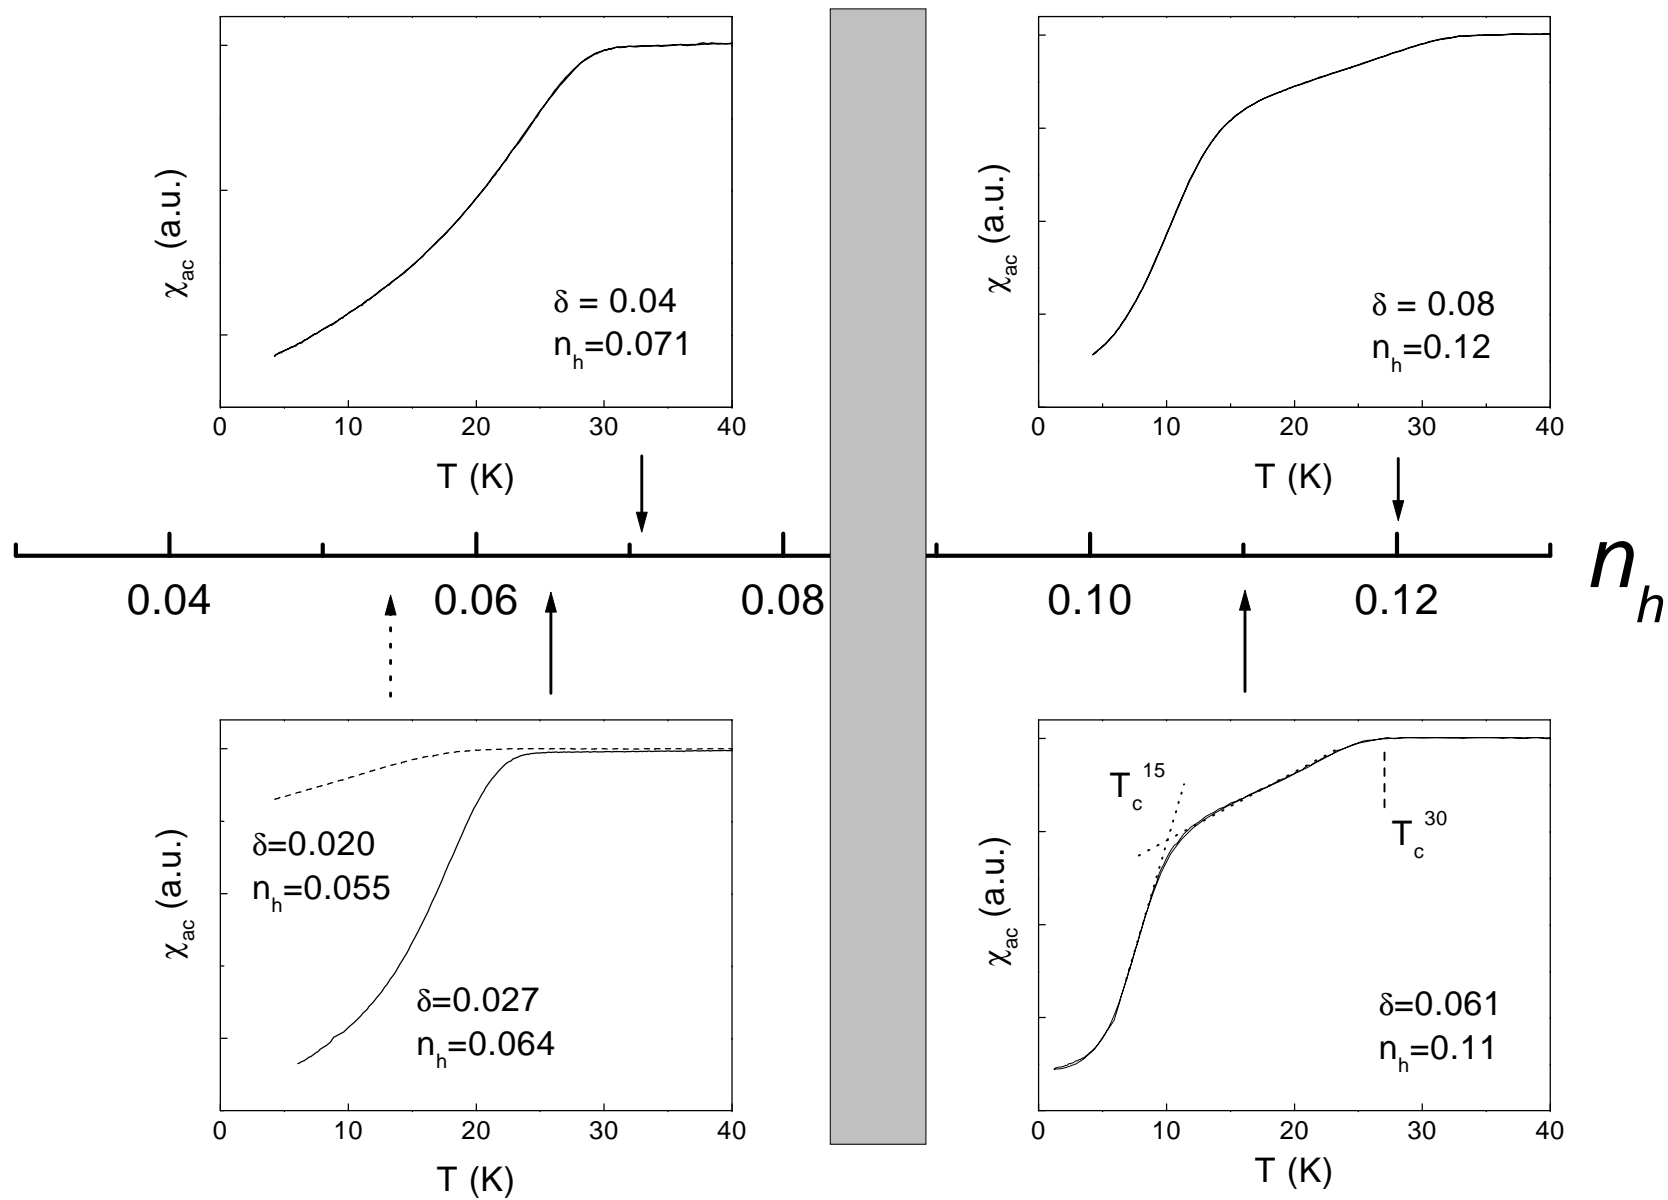 χac (a.u.)
δ = 0.04
nh=0.071
0 10 20 30 40
T (K)
χac (a.u.)
δ = 0.08
nh=0.12
0 10 20 30 40
T (K)
0.04 0.06 0.08 0.10 0.12
nh
χac (a.u.)
δ=0.020
nh=0.055
δ=0.027
nh=0.064
0 10 20 30 40
T (K)
χac (a.u.)
Tc15
Tc30
δ=0.061
nh=0.11
0 10 20 30 40
T (K)